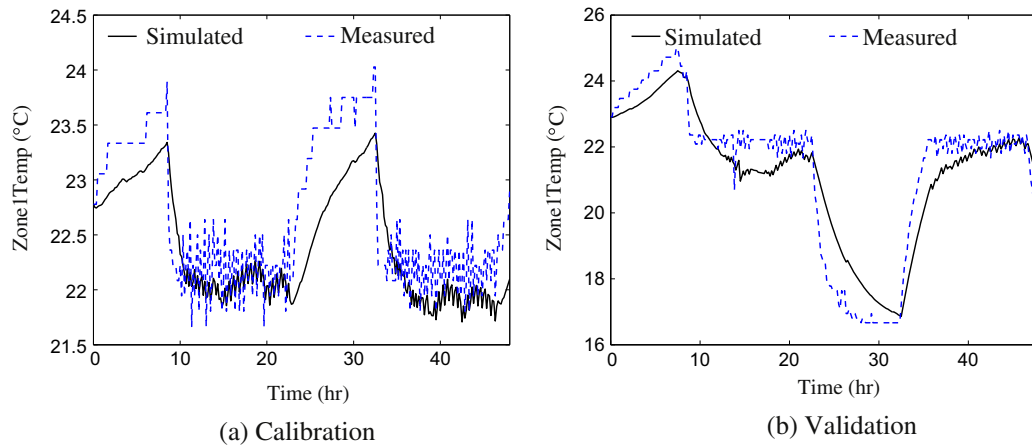 24.5
24
23.5
23
22.5
22
21.5
Zone1Temp (°C)
Simulated
Measured
0
10
20
30
40
Time (hr)
(a) Calibration
26
24
22
20
18
16
Zone1Temp (°C)
Simulated
Measured
0
10
20
30
40
Time (hr)
(b) Validation